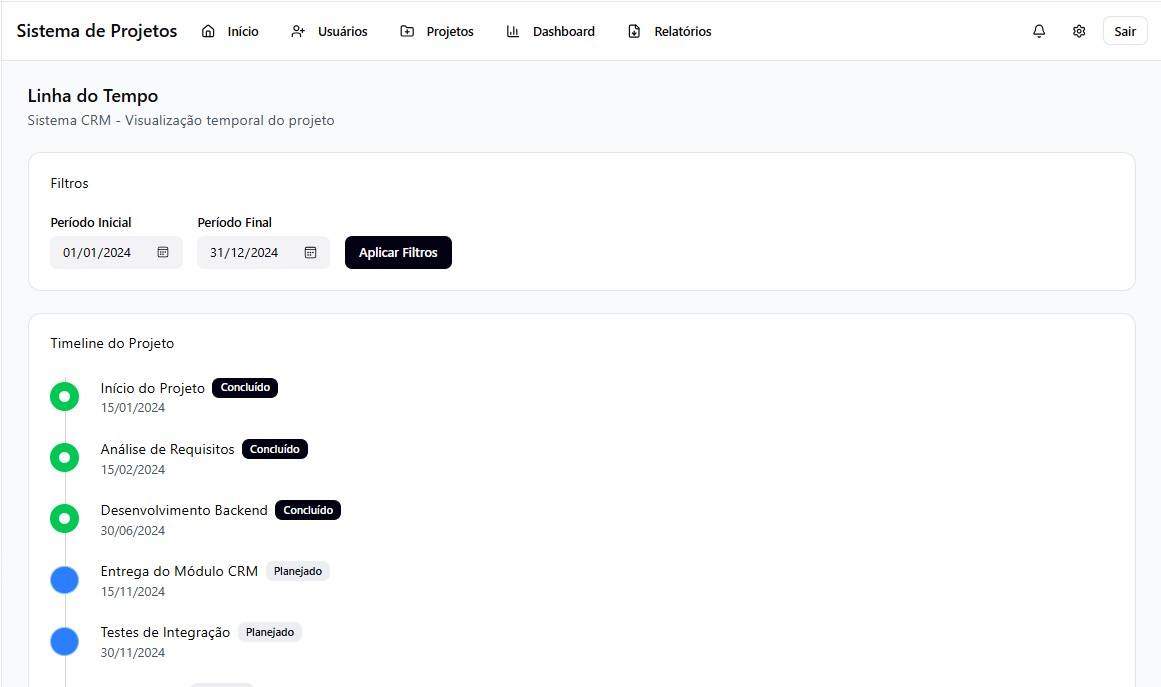 Sistema de Projetos Início Usuários Projetos Dashboard Relatórios Sair
Linha do Tempo
Sistema CRM - Visualização temporal do projeto
Filtros
Período Inicial Período Final
01/01/2024 31/12/2024 Aplicar Filtros
Timeline do Projeto
Início do Projeto Concluído
15/01/2024
Análise de Requisitos Concluído
15/02/2024
Desenvolvimento Backend Concluído
30/06/2024
Entrega do Módulo CRM Planejado
15/11/2024
Testes de Integração Planejado
30/11/2024